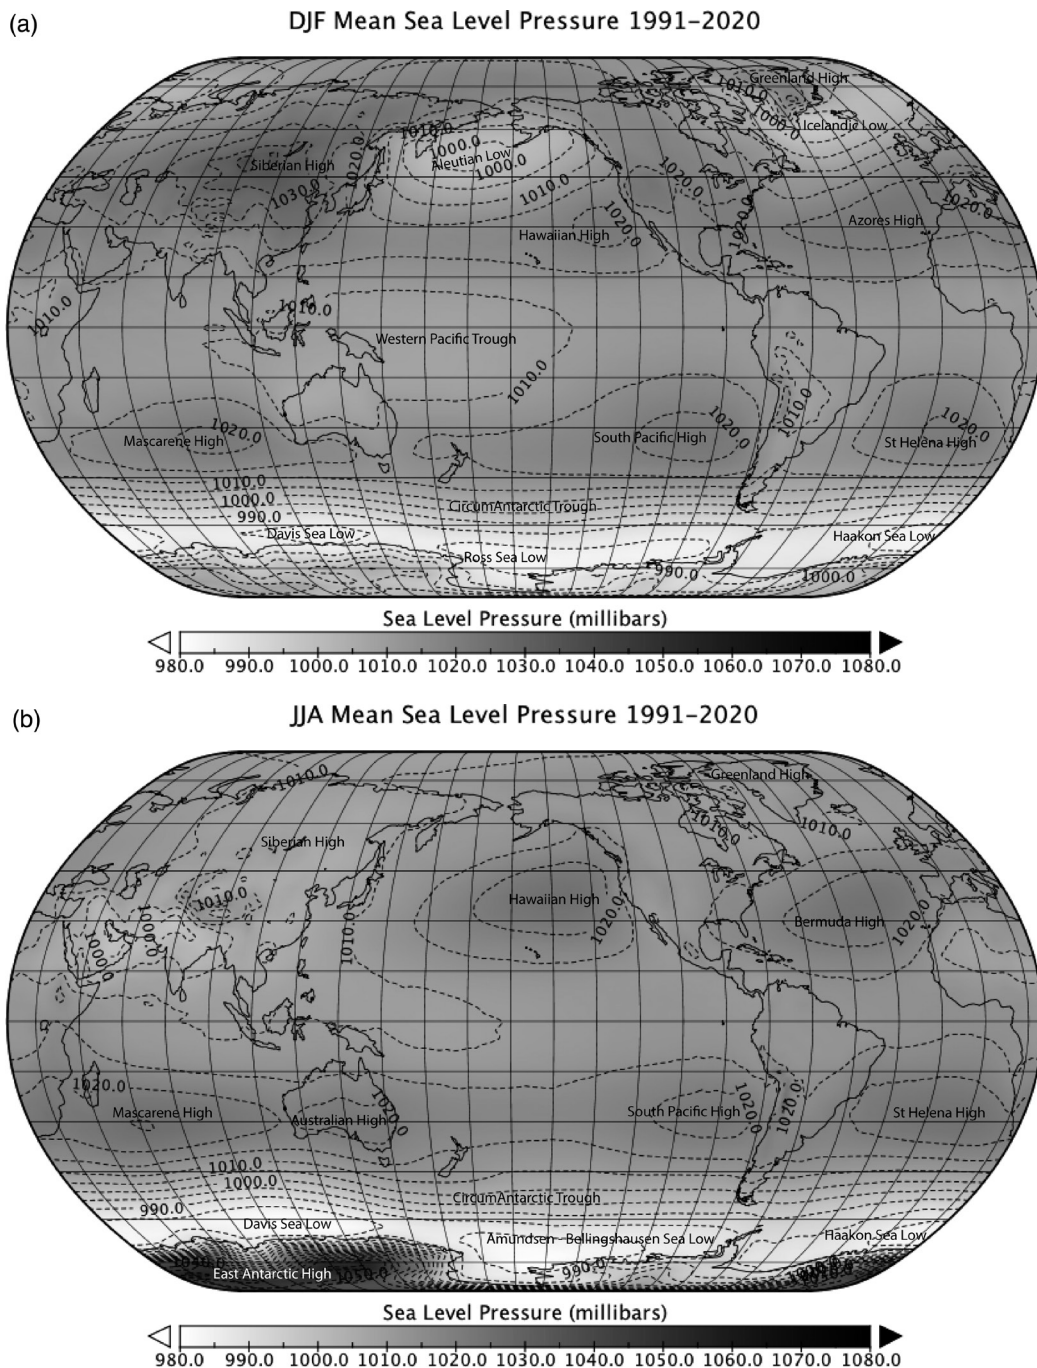 (a)
DJF Mean Sea Level Pressure 1991–2020
Greenland High
1010.0
1000.0
Icelandic Low
1010.0
1000.0
Aleutian Low
1000.0
1020.0
Siberian High
1030.0
1010.0
1020.0
1020.0
Azores High
1020.0
Hawaiian High
1020.0
1010.0
1010.0
Western Pacific Trough
1010.0
1010.0
Mascarene High
1020.0
South Pacific High
1020.0
1020.0
St Helena High
1010.0
1000.0
CircumAntarctic Trough
990.0
Davis Sea Low
Haakon Sea Low
Ross Sea Low
990.0
1000.0
Sea Level Pressure (millibars)
980.0 990.0 1000.0 1010.0 1020.0 1030.0 1040.0 1050.0 1060.0 1070.0 1080.0
(b)
JJA Mean Sea Level Pressure 1991–2020
1010.0
Greenland High
1010.0
1010.0
Siberian High
1010.0
Hawaiian High
1020.0
Bermuda High
1020.0
1000.0
1000.0
1010.0
1020.0
Mascarene High
Australian High
1020.0
South Pacific High
1020.0
1020.0
St Helena High
1010.0
1000.0
CircumAntarctic Trough
990.0
Davis Sea Low
Amundsen - Bellingshausen Sea Low
Haakon Sea Low
East Antarctic High
1050.0
990.0
Sea Level Pressure (millibars)
980.0 990.0 1000.0 1010.0 1020.0 1030.0 1040.0 1050.0 1060.0 1070.0 1080.0